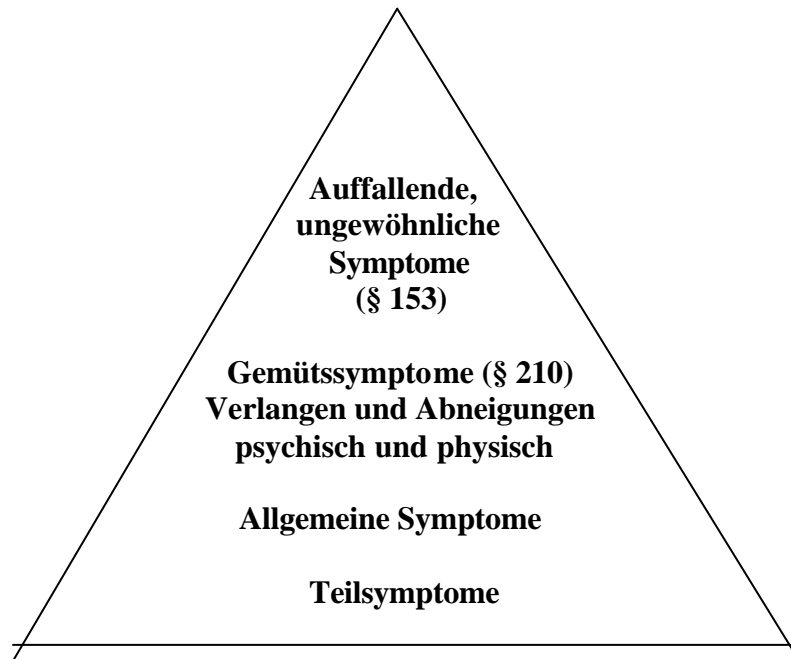 Auffallende,
ungewöhnliche
Symptome
(§ 153)
Gemütssymptome (§ 210)
Verlangen und Abneigungen
psychisch und physisch
Allgemeine Symptome
Teilsymptome